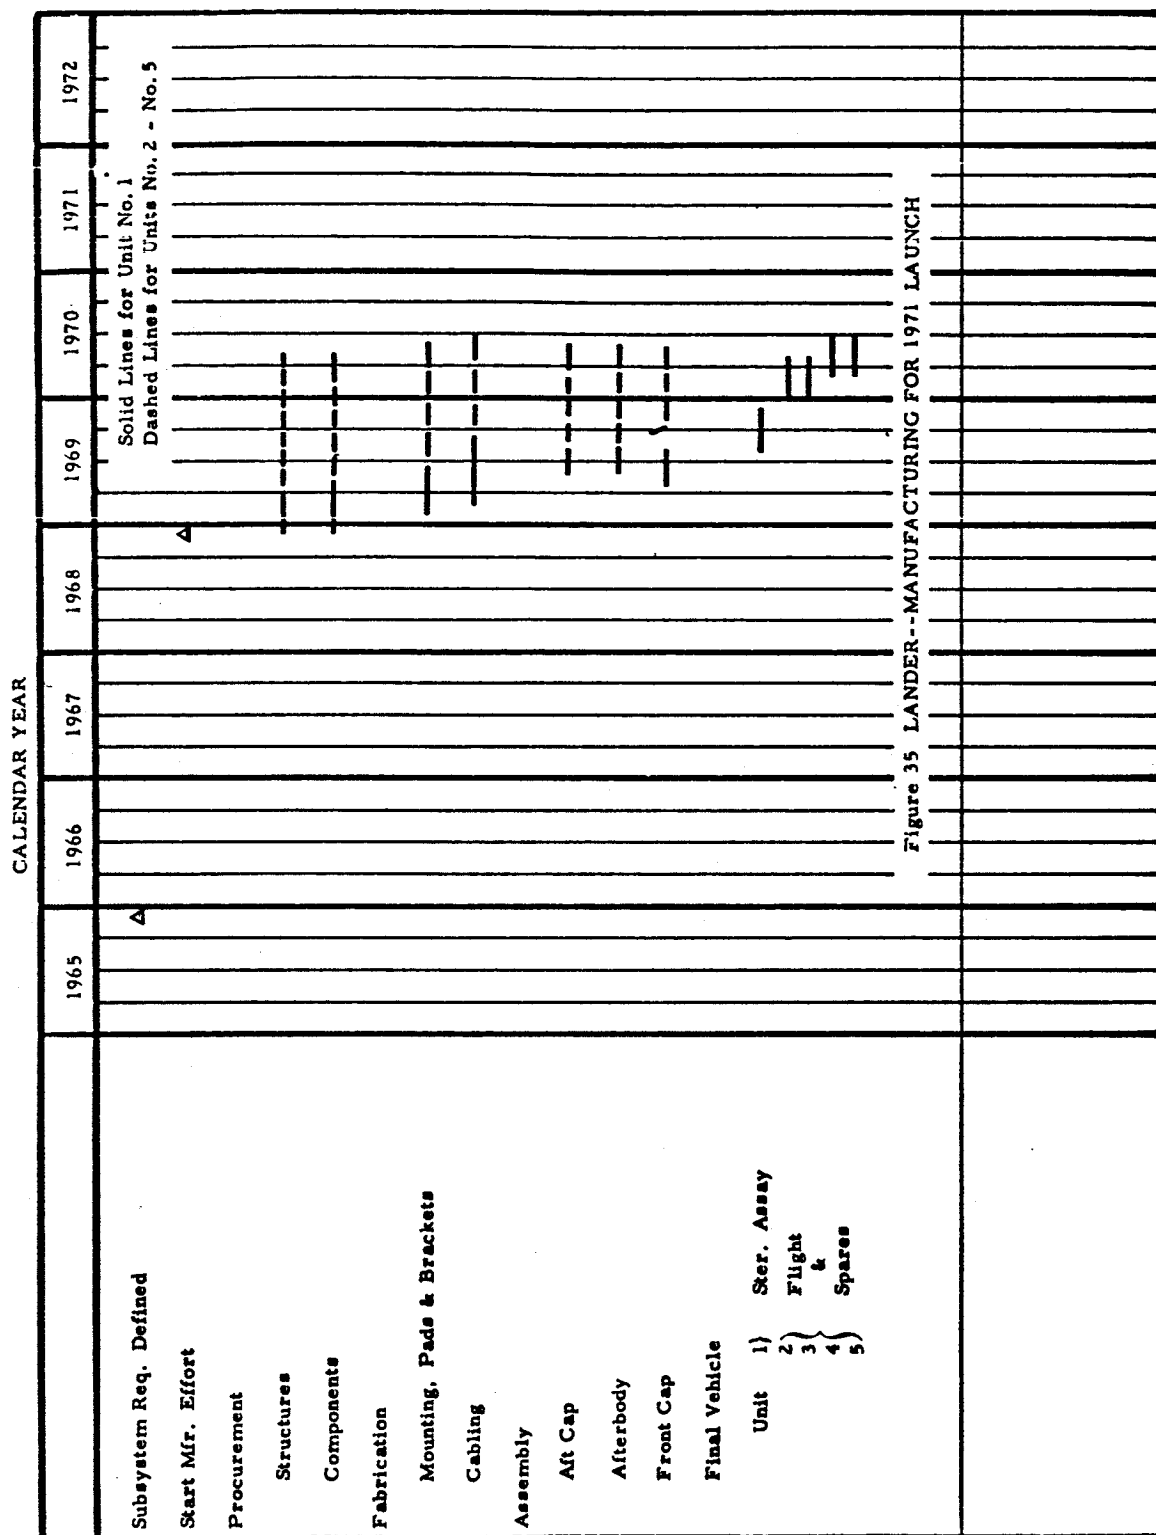 CALENDAR YEAR
1965
1966
1967
1968
1969
1970
1971
1972
Solid Lines for Unit No. 1
Dashed Lines for Units No. 2 - No. 5
Subsystem Req. Defined
Start Mfr. Effort
Procurement
Structures
Components
Fabrication
Mounting, Pads & Brackets
Cabling
Assembly
Aft Cap
Afterbody
Front Cap
Final Vehicle
Unit 1} Ster. Assay
2 Flight
3 &
4 Spares
5
Figure 35 LANDER--MANUFACTURING FOR 1971 LAUNCH